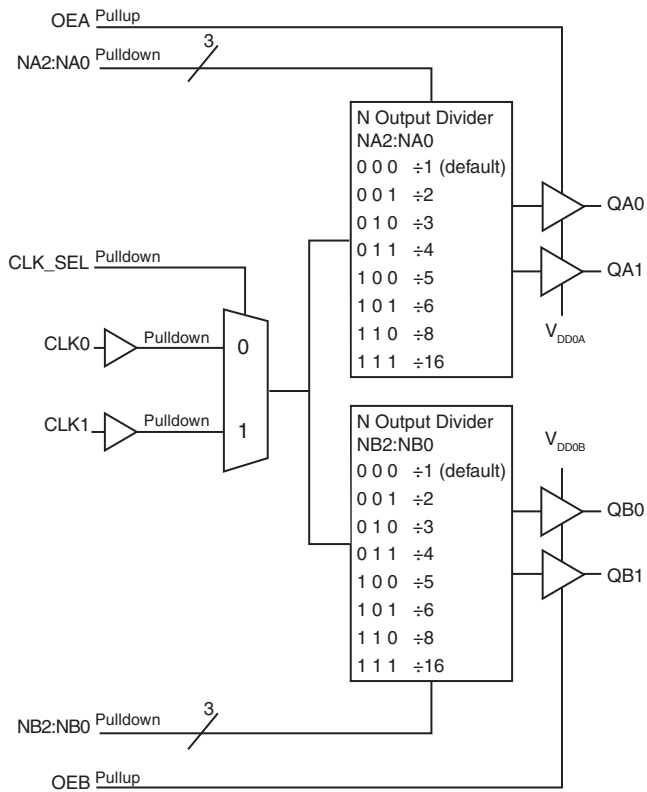 OEA Pullup
NA2:NA0 Pulldown
3
N Output Divider
NA2:NA0
0 0 0 ÷1 (default)
0 0 1 ÷2
0 1 0 ÷3
0 1 1 ÷4
1 0 0 ÷5
1 0 1 ÷6
1 1 0 ÷8
1 1 1 ÷16
QA0
QA1
VDD0A
CLK_SEL Pulldown
CLK0 Pulldown
0
CLK1 Pulldown
1
N Output Divider
NB2:NB0
0 0 0 ÷1 (default)
0 0 1 ÷2
0 1 0 ÷3
0 1 1 ÷4
1 0 0 ÷5
1 0 1 ÷6
1 1 0 ÷8
1 1 1 ÷16
VDD0B
QB0
QB1
NB2:NB0 Pulldown
3
OEB Pullup